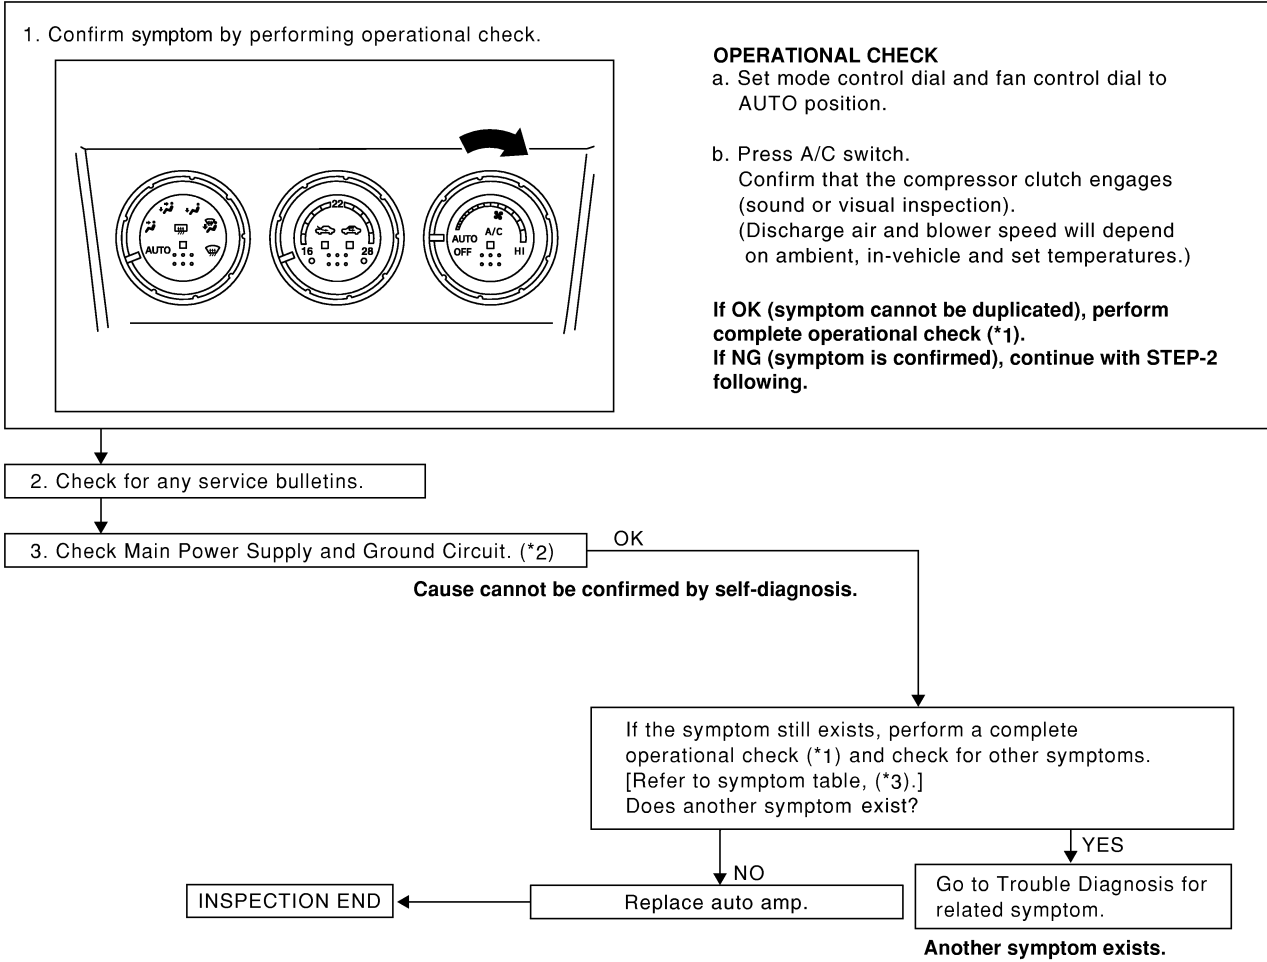 1. Confirm symptom by performing operational check.
22
16
28
AUTO
AUTO
A/C
OFF
HI
OPERATIONAL CHECK
a. Set mode control dial and fan control dial to
AUTO position.
b. Press A/C switch.
Confirm that the compressor clutch engages
(sound or visual inspection).
(Discharge air and blower speed will depend
on ambient, in-vehicle and set temperatures.)
If OK (symptom cannot be duplicated), perform
complete operational check (*1).
If NG (symptom is confirmed), continue with STEP-2
following.
2. Check for any service bulletins.
3. Check Main Power Supply and Ground Circuit. (*2)
OK
Cause cannot be confirmed by self-diagnosis.
If the symptom still exists, perform a complete
operational check (*1) and check for other symptoms.
[Refer to symptom table, (*3).]
Does another symptom exist?
YES
NO
INSPECTION END
Replace auto amp.
Go to Trouble Diagnosis for
related symptom.
Another symptom exists.